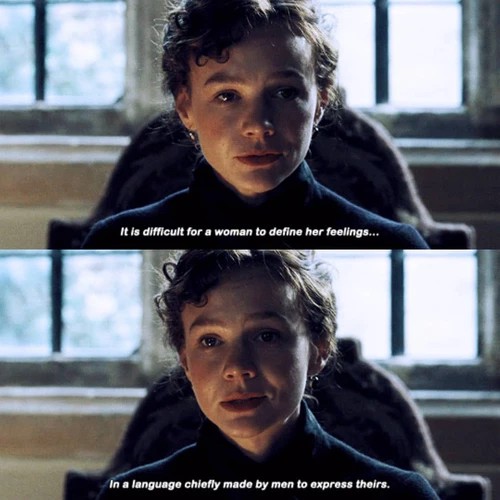 It is difficult for a woman to define her feelings...
In a language chiefly made by men to express theirs.